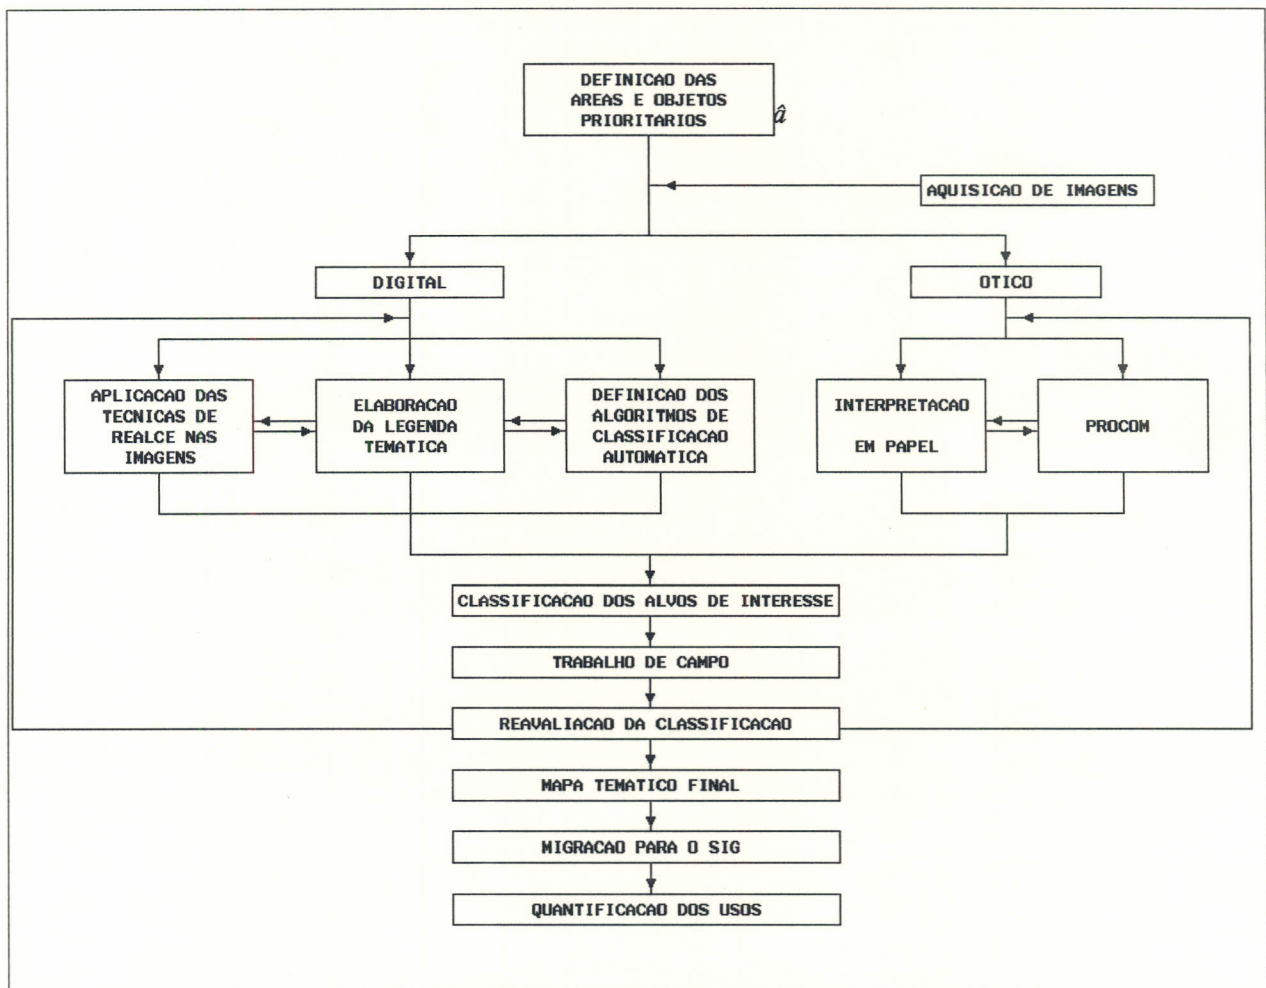 DEFINICAO DAS
AREAS E OBJETOS
PRIORITARIOS
â
AQUISICAO DE IMAGENS
DIGITAL
OTICO
APLICACAO DAS
TECNICAS DE
REALCE NAS
IMAGENS
ELABORACAO
DA LEGENDA
TEMATICA
DEFINICAO DOS
ALGORITMOS DE
CLASSIFICACAO
AUTOMATICA
INTERPRETACAO
EM PAPEL
PROCOM
CLASSIFICACAO DOS ALVOS DE INTERESSE
TRABALHO DE CAMPO
REAVALIACAO DA CLASSIFICACAO
MAPA TEMATICO FINAL
MIGRACAO PARA O SIG
QUANTIFICACAO DOS USOS